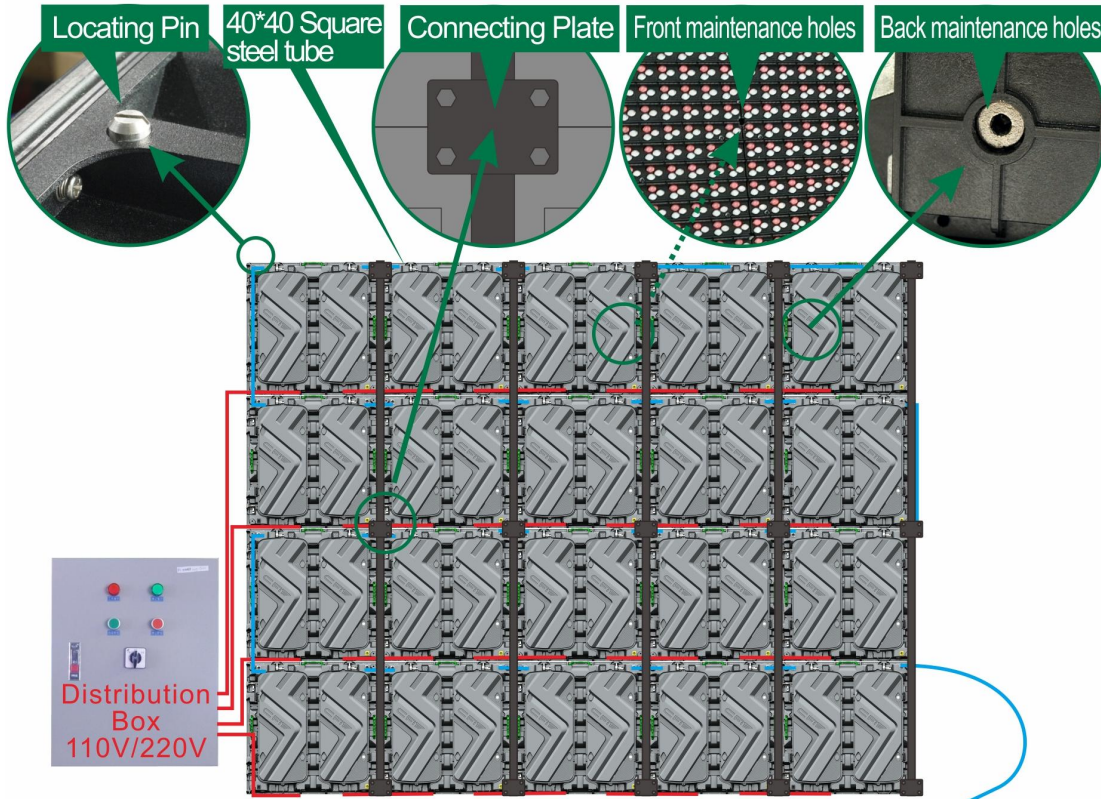 Locating Pin
40*40 Square
steel tube
Connecting Plate
Front maintenance holes
Back maintenance holes
Distribution
Box
110V/220V